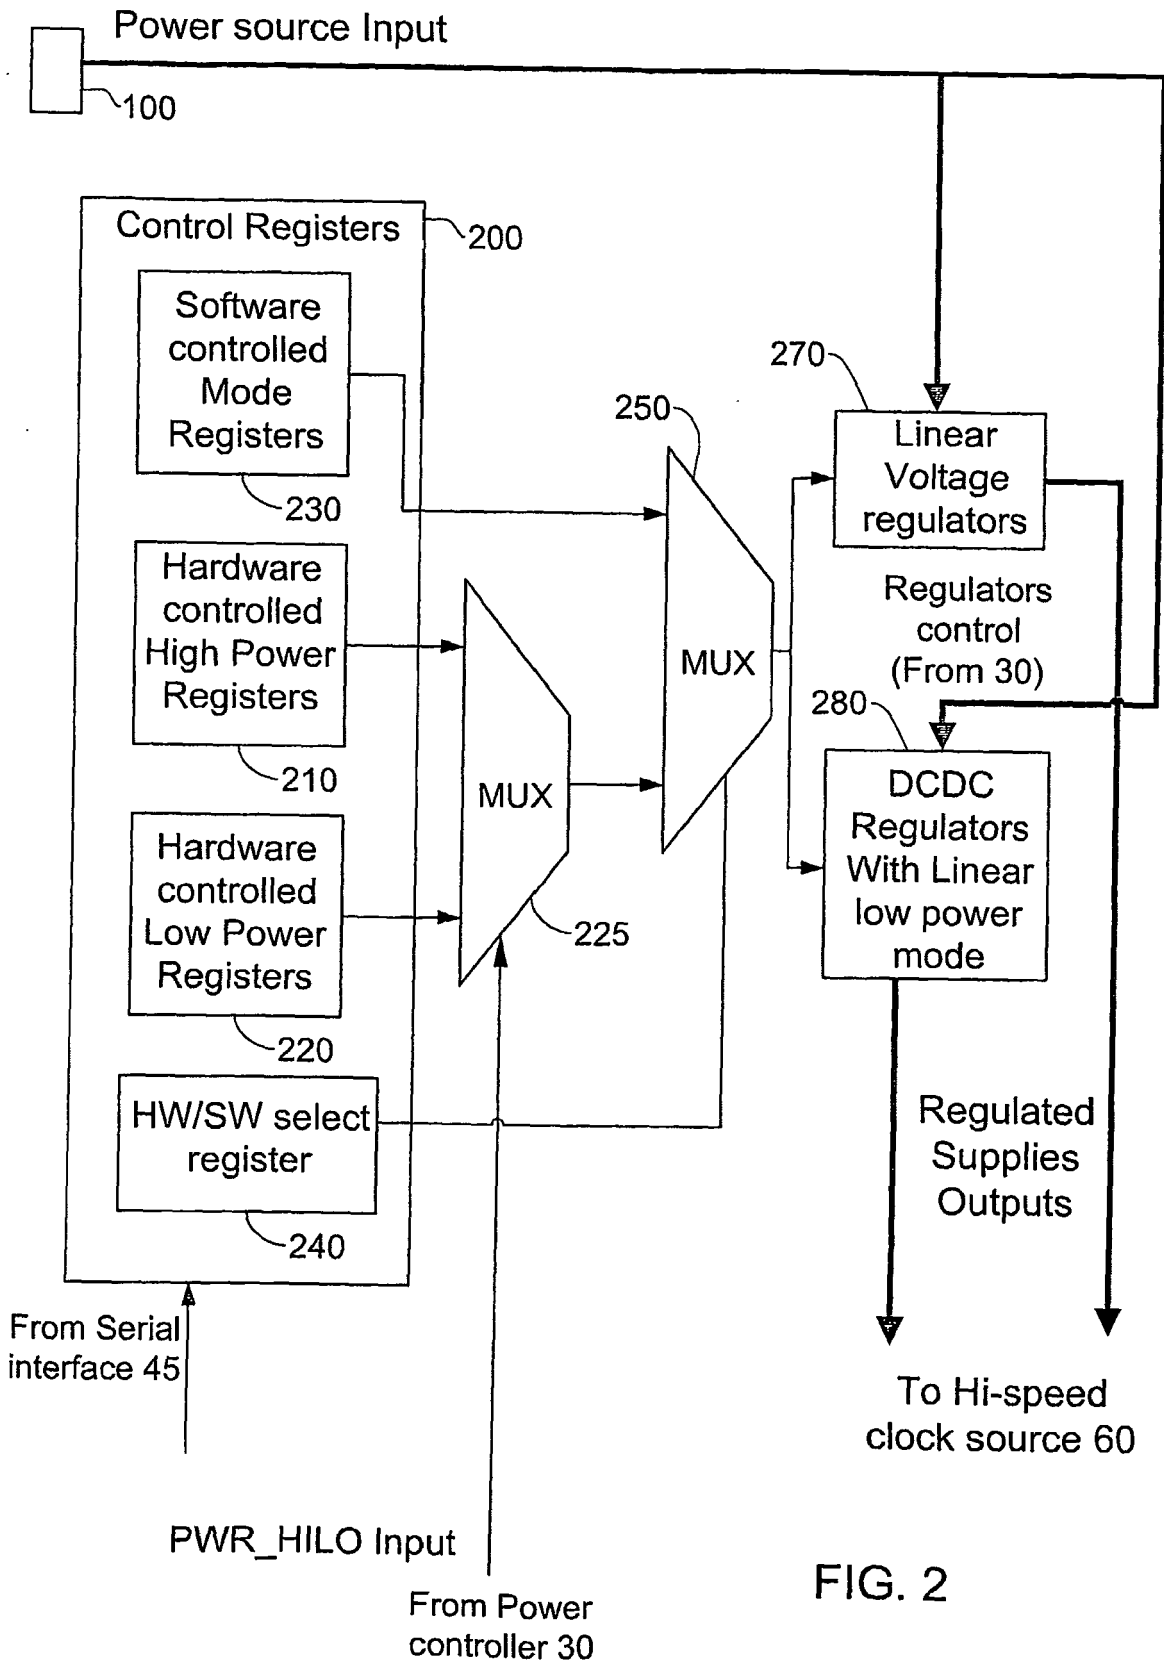 Power source Input
100
Control Registers
200
Software
controlled
Mode
Registers
230
Hardware
controlled
High Power
Registers
210
Hardware
controlled
Low Power
Registers
220
HW/SW select
register
240
From Serial
interface 45
PWR_HILO Input
From Power
controller 30
MUX
225
250
MUX
270
Linear
Voltage
regulators
Regulators
control
(From 30)
280
DCDC
Regulators
With Linear
low power
mode
Regulated
Supplies
Outputs
To Hi-speed
clock source 60
FIG. 2